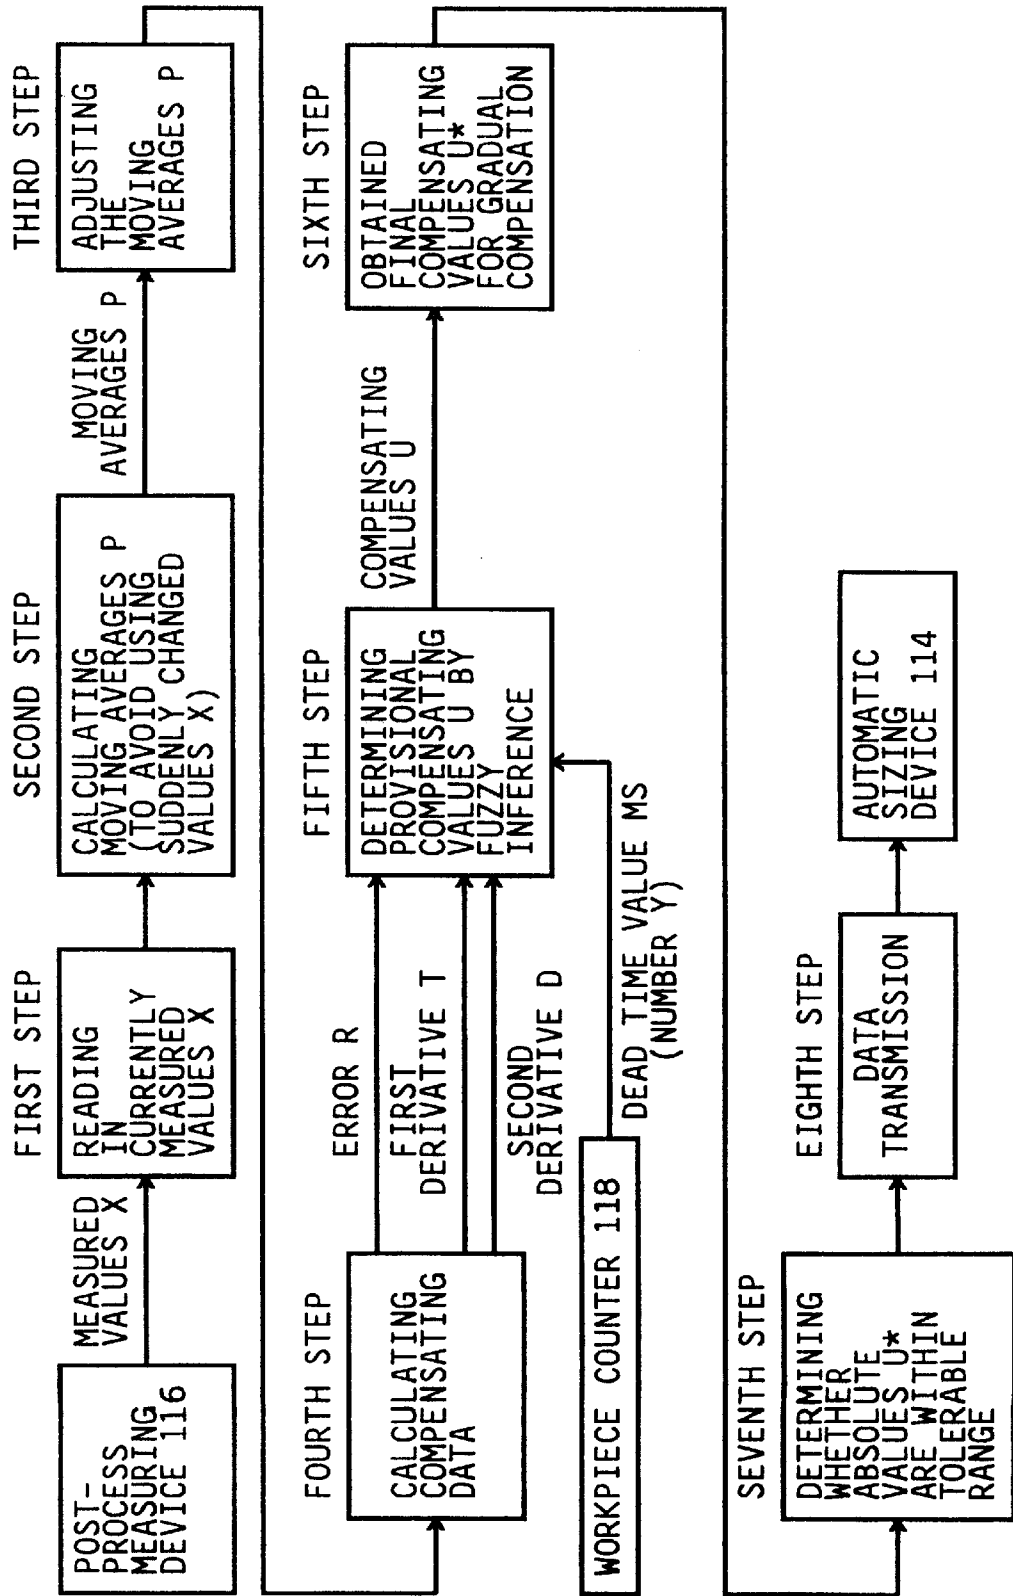 POST-
PROCESS
MEASURING
DEVICE 116
MEASURED
VALUES X
FIRST STEP
READING
IN
CURRENTLY
MEASURED
VALUES X
SECOND STEP
CALCULATING
MOVING AVERAGES P
(TO AVOID USING
SUDDENLY CHANGED
VALUES X)
MOVING
AVERAGES P
THIRD STEP
ADJUSTING
THE
MOVING
AVERAGES P
FOURTH STEP
CALCULATING
COMPENSATING
DATA
ERROR R
FIRST
DERIVATIVE T
SECOND
DERIVATIVE D
WORKPIECE COUNTER 118
DEAD TIME VALUE MS
(NUMBER Y)
FIFTH STEP
DETERMINING
PROVISIONAL
COMPENSATING
VALUES U BY
FUZZY
INFERENCE
COMPENSATING
VALUES U
SIXTH STEP
OBTAINED
FINAL
COMPENSATING
VALUES U*
FOR GRADUAL
COMPENSATION
SEVENTH STEP
DETERMINING
WHETHER
ABSOLUTE
VALUES U*
ARE WITHIN
TOLERABLE
RANGE
EIGHTH STEP
DATA
TRANSMISSION
AUTOMATIC
SIZING
DEVICE 114